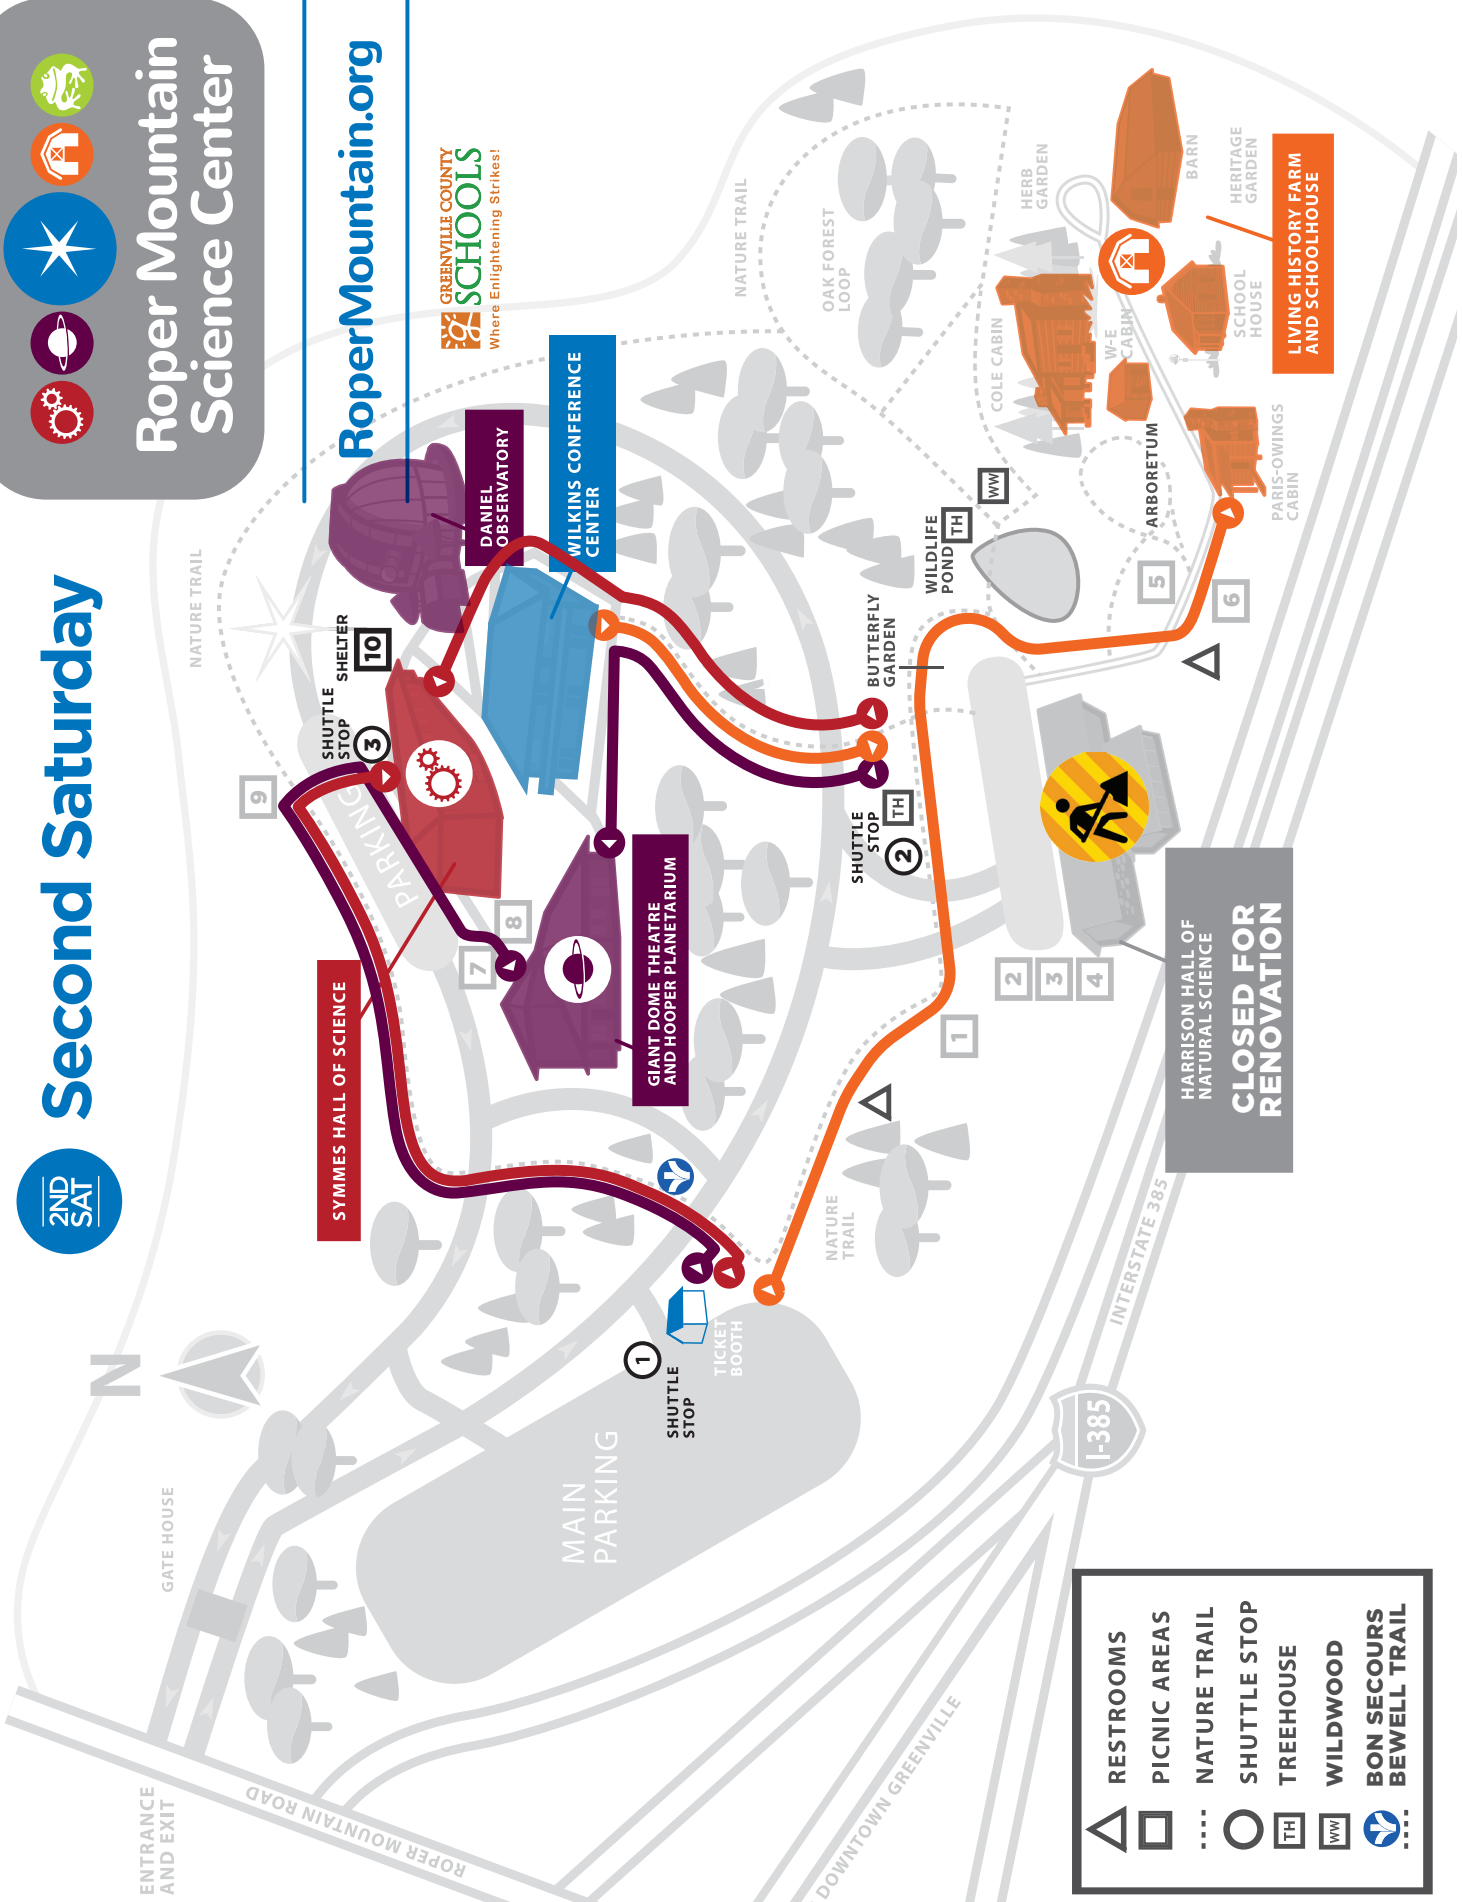 2ND
SAT
Second Saturday
Roper Mountain
Science Center
RoperMountain.org
GREENVILLE COUNTY
SCHOOLS
Where Enlightening Strikes!
N
ENTRANCE
AND EXIT
ROPER MOUNTAIN ROAD
GATE HOUSE
NATURE TRAIL
MAIN
PARKING
SHUTTLE
STOP
1
TICKET
BOOTH
SYMMES HALL OF SCIENCE
9
PARKING
SHUTTLE
STOP
3
SHELTER
10
7
8
DANIEL
OBSERVATORY
WILKINS CONFERENCE
CENTER
GIANT DOME THEATRE
AND HOOPER PLANETARIUM
NATURE TRAIL
OAK FOREST
LOOP
NATURE
TRAIL
SHUTTLE
STOP
2
TH
BUTTERFLY
GARDEN
WILDLIFE
POND
TH
WW
COLE CABIN
HERB
GARDEN
W-E
CABIN
BARN
HERITAGE
GARDEN
SCHOOL
HOUSE
LIVING HISTORY FARM
AND SCHOOLHOUSE
ARBORETUM
PARIS-OWINGS
CABIN
5
6
1
2
3
4
HARRISON HALL OF
NATURAL SCIENCE
CLOSED FOR
RENOVATION
INTERSTATE 385
I-385
DOWNTOWN GREENVILLE
RESTROOMS
PICNIC AREAS
NATURE TRAIL
SHUTTLE STOP
TH
TREEHOUSE
WW
WILDWOOD
BON SECOURS
BEWELL TRAIL